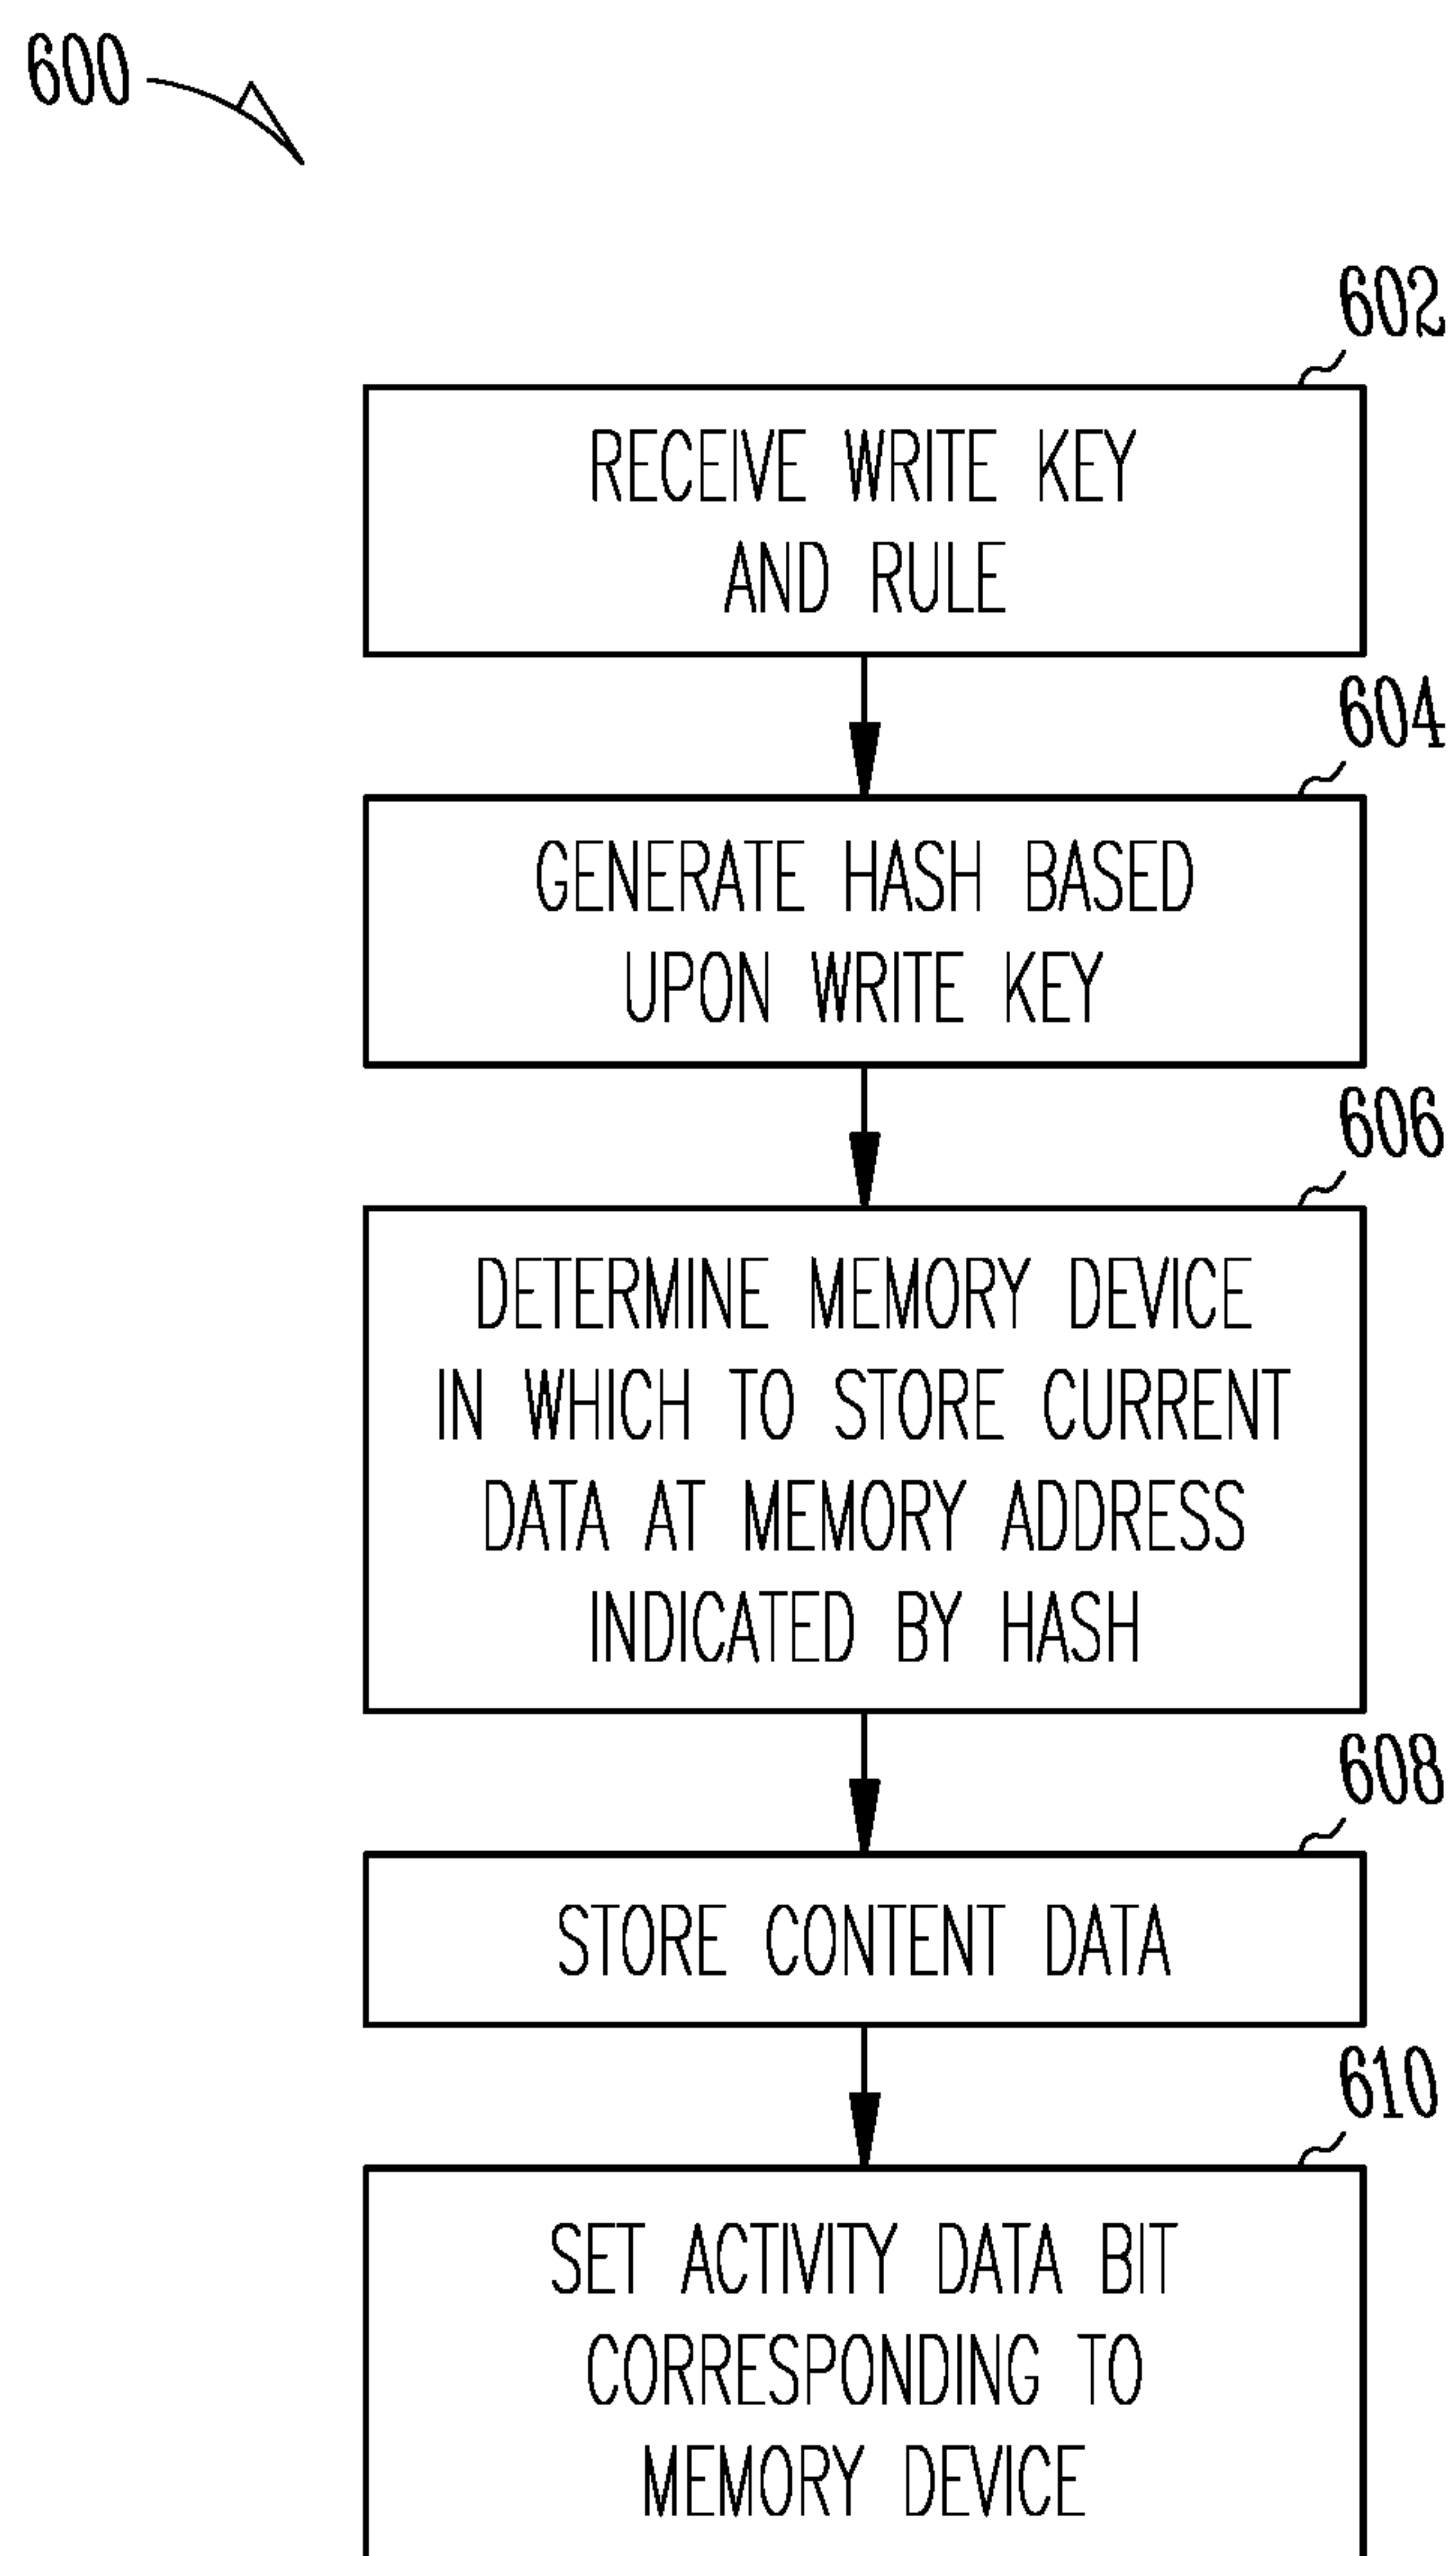 600
602
RECEIVE WRITE KEY
AND RULE
604
GENERATE HASH BASED
UPON WRITE KEY
606
DETERMINE MEMORY DEVICE
IN WHICH TO STORE CURRENT
DATA AT MEMORY ADDRESS
INDICATED BY HASH
608
STORE CONTENT DATA
610
SET ACTIVITY DATA BIT
CORRESPONDING TO
MEMORY DEVICE